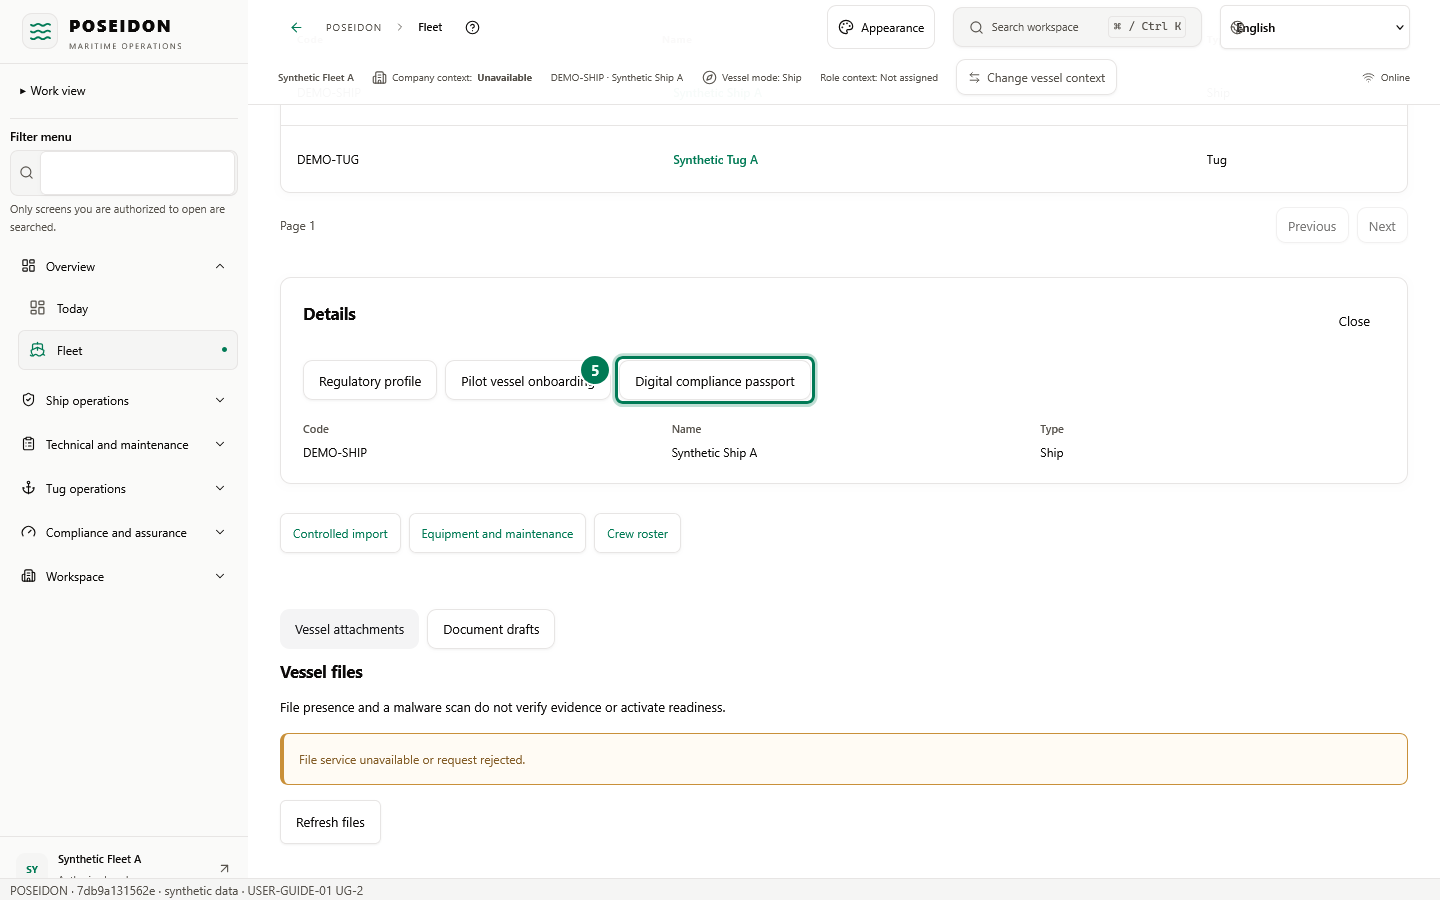 POSEIDON
MARITIME OPERATIONS
Work view
Filter menu
Only screens you are authorized to open are
searched.
Overview
Today
Fleet
Ship operations
Technical and maintenance
Tug operations
Compliance and assurance
Workspace
SY
Synthetic Fleet A
POSEIDON
Fleet
Appearance
Search workspace
⌘ / Ctrl K
English
Synthetic Fleet A
Company context: Unavailable
DEMO-SHIP · Synthetic Ship A
Vessel mode: Ship
Role context: Not assigned
Change vessel context
Online
DEMO-SHIP
Synthetic Ship A
Ship
DEMO-TUG
Synthetic Tug A
Tug
Page 1
Previous
Next
Details
Close
Regulatory profile
Pilot vessel onboarding
5
Digital compliance passport
Code
Name
Type
DEMO-SHIP
Synthetic Ship A
Ship
Controlled import
Equipment and maintenance
Crew roster
Vessel attachments
Document drafts
Vessel files
File presence and a malware scan do not verify evidence or activate readiness.
File service unavailable or request rejected.
Refresh files
POSEIDON · 7db9a131562e · synthetic data · USER-GUIDE-01 UG-2